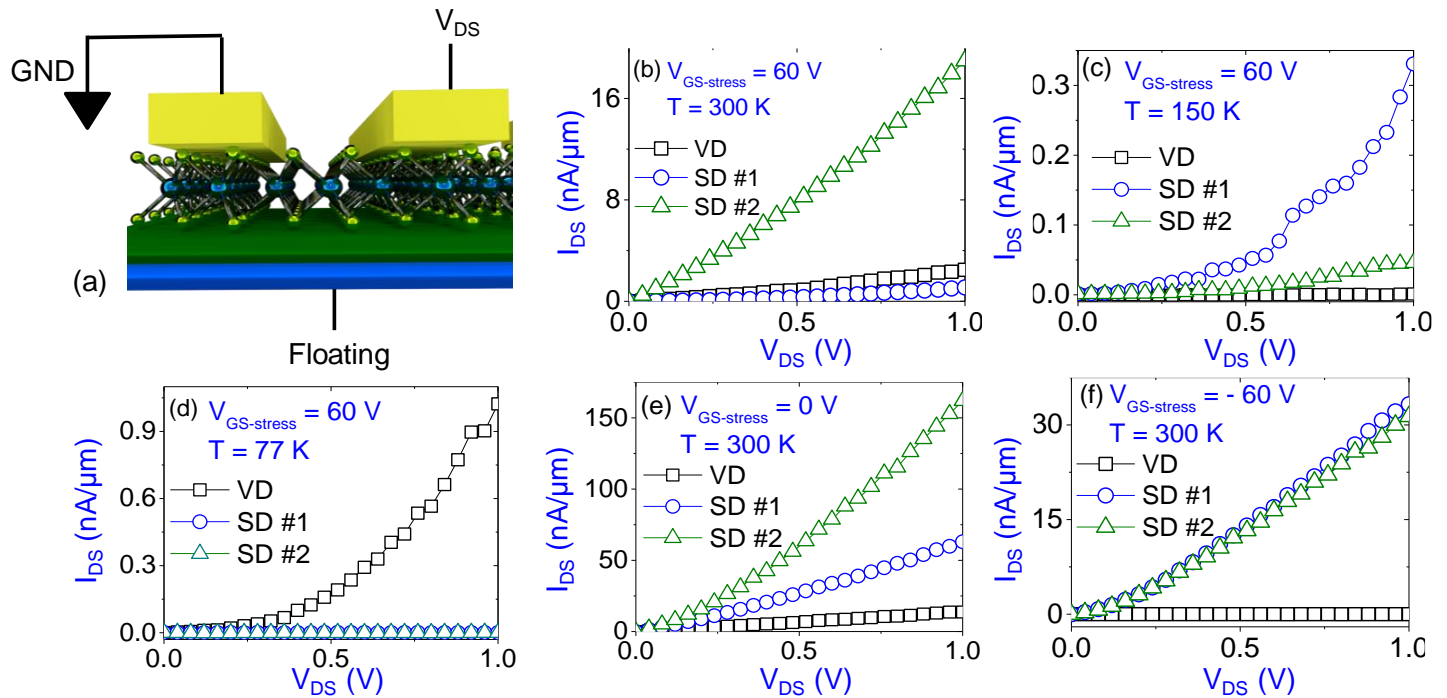 (a)
GND
V_DS
Floating
(b)
V_GS-stress = 60 V
T = 300 K
VD
SD #1
SD #2
I_DS (nA/μm)
16
8
0
0.0 0.5 1.0
V_DS (V)
(c)
V_GS-stress = 60 V
T = 150 K
VD
SD #1
SD #2
I_DS (nA/μm)
0.3
0.2
0.1
0.0
0.0 0.5 1.0
V_DS (V)
(d)
V_GS-stress = 60 V
T = 77 K
VD
SD #1
SD #2
I_DS (nA/μm)
0.9
0.6
0.3
0.0
0.0 0.5 1.0
V_DS (V)
(e)
V_GS-stress = 0 V
T = 300 K
VD
SD #1
SD #2
I_DS (nA/μm)
150
100
50
0
0.0 0.5 1.0
V_DS (V)
(f)
V_GS-stress = - 60 V
T = 300 K
VD
SD #1
SD #2
I_DS (nA/μm)
30
15
0
0.0 0.5 1.0
V_DS (V)